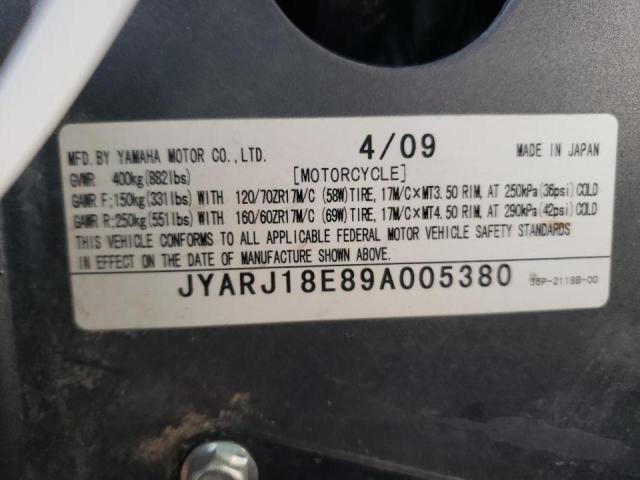 MFD. BY YAMAHA MOTOR CO., LTD. 4/09 MADE IN JAPAN
GVWR 400kg(882lbs) [MOTORCYCLE]
GAWR F:150kg(331lbs) WITH 120/70ZR17M/C (58W)TIRE, 17M/C×MT3.50 RIM, AT 250kPa(36psi) COLD
GAWR R:250kg(551lbs) WITH 160/60ZR17M/C (69W)TIRE, 17M/C×MT4.50 RIM, AT 290kPa(42psi) COLD
THIS VEHICLE CONFORMS TO ALL APPLICABLE FEDERAL MOTOR VEHICLE SAFETY STANDARDS
IN EFFECT ON THE DATE OF MANUFACTURE SHOWN ABOVE.
JYARJ18E89A005380 38P-2118B-00